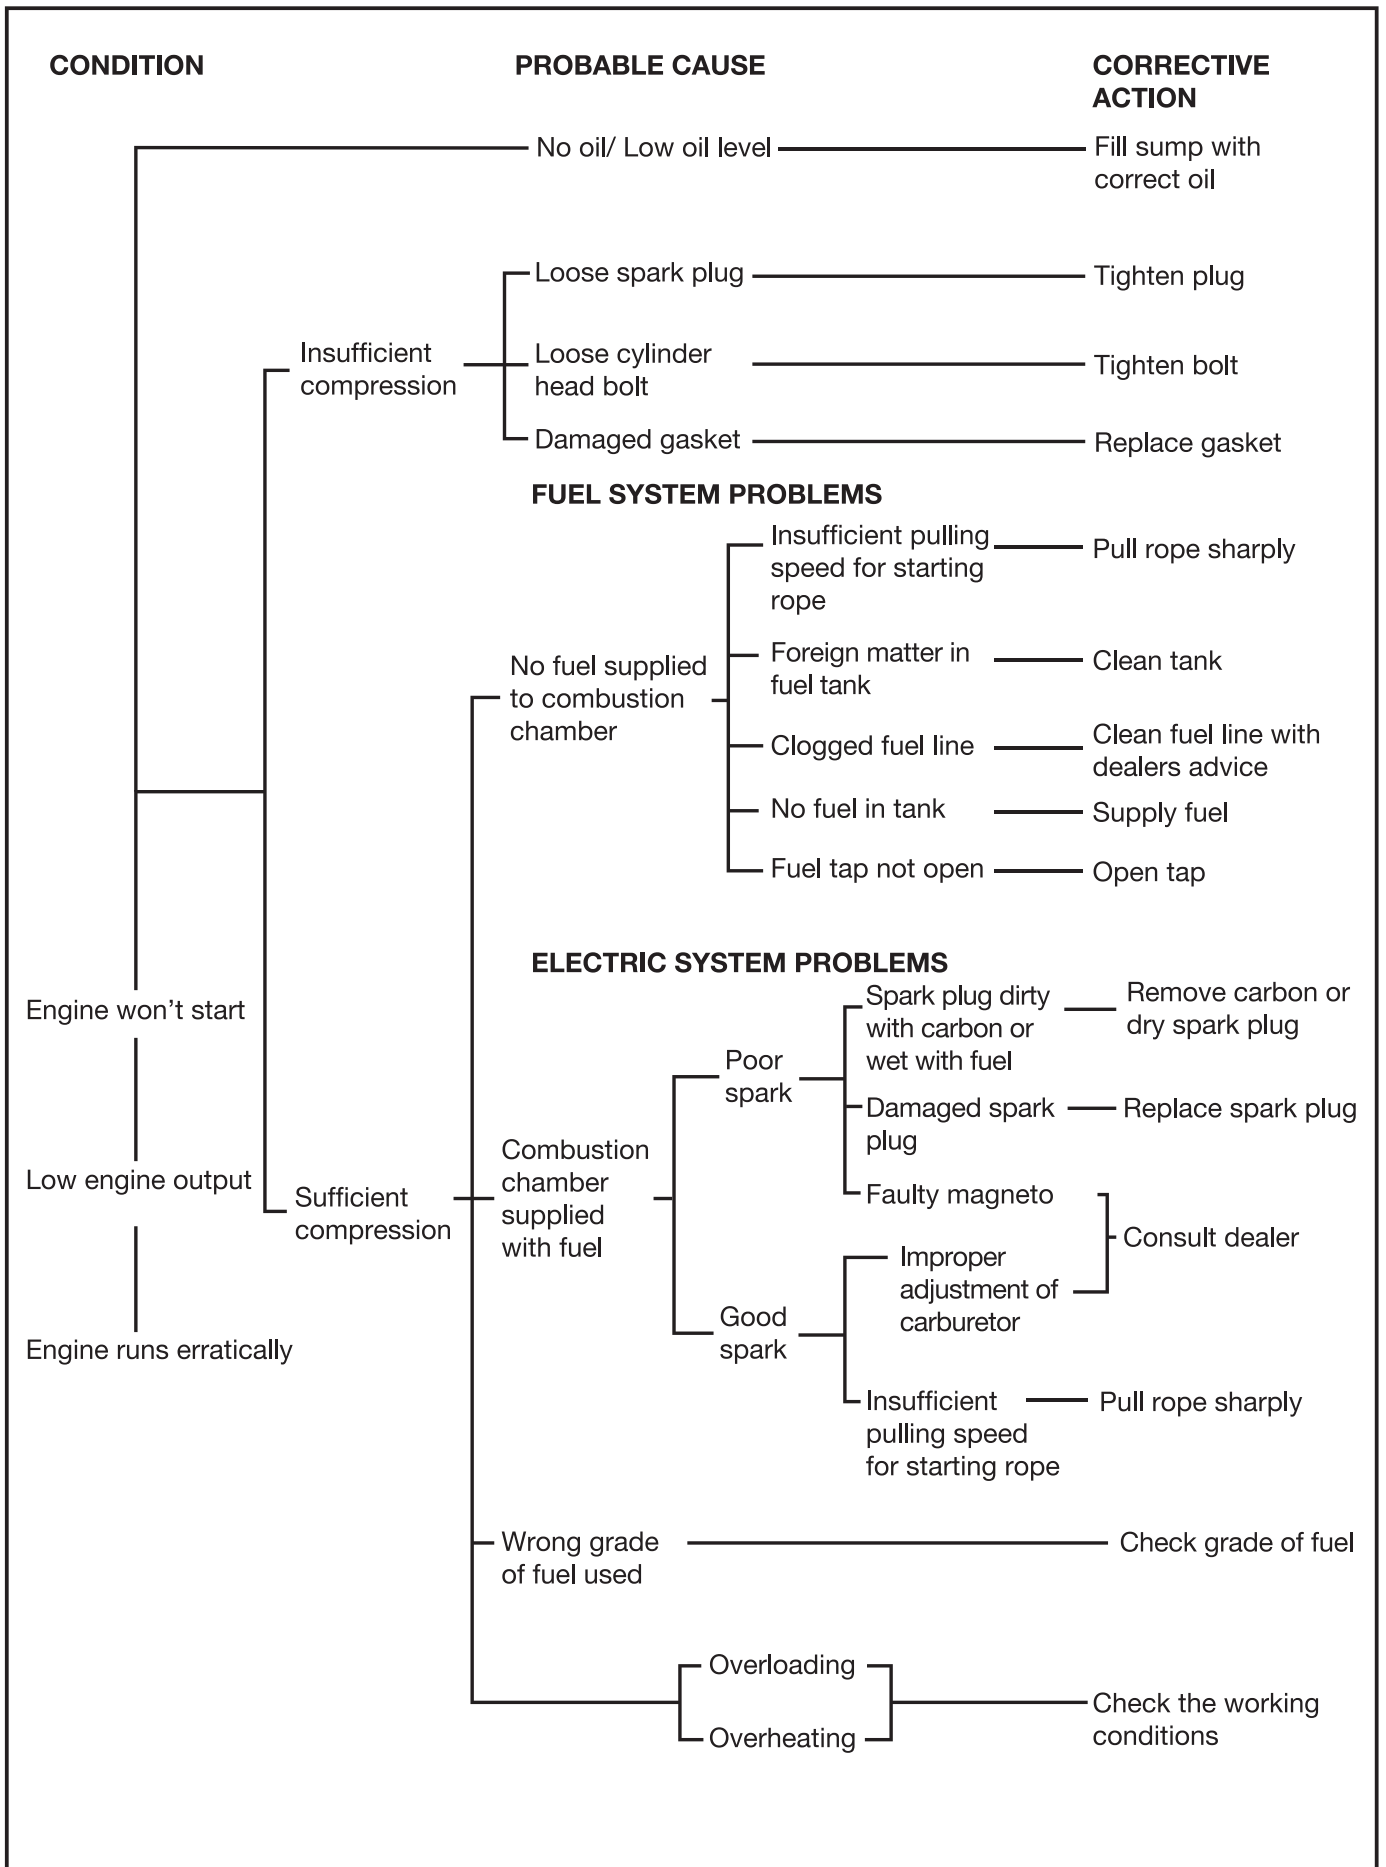 CONDITION
PROBABLE CAUSE
CORRECTIVE
ACTION
No oil/ Low oil level
Fill sump with
correct oil
Insufficient
compression
Loose spark plug
Tighten plug
Loose cylinder
head bolt
Tighten bolt
Damaged gasket
Replace gasket
FUEL SYSTEM PROBLEMS
No fuel supplied
to combustion
chamber
Insufficient pulling
speed for starting
rope
Pull rope sharply
Foreign matter in
fuel tank
Clean tank
Clogged fuel line
Clean fuel line with
dealers advice
No fuel in tank
Supply fuel
Fuel tap not open
Open tap
ELECTRIC SYSTEM PROBLEMS
Engine won’t start
Low engine output
Engine runs erratically
Sufficient
compression
Combustion
chamber
supplied
with fuel
Poor
spark
Spark plug dirty
with carbon or
wet with fuel
Remove carbon or
dry spark plug
Damaged spark
plug
Replace spark plug
Faulty magneto
Consult dealer
Good
spark
Improper
adjustment of
carburetor
Insufficient
pulling speed
for starting rope
Pull rope sharply
Wrong grade
of fuel used
Check grade of fuel
Overloading
Overheating
Check the working
conditions